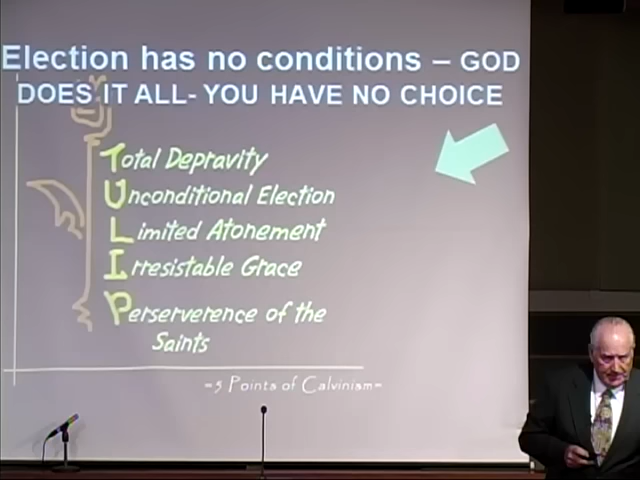 Election has no conditions – GOD
DOES IT ALL- YOU HAVE NO CHOICE
Total Depravity
Unconditional Election
Limited Atonement
Irresistable Grace
Perserverence of the
Saints
~5 Points of Calvinism~